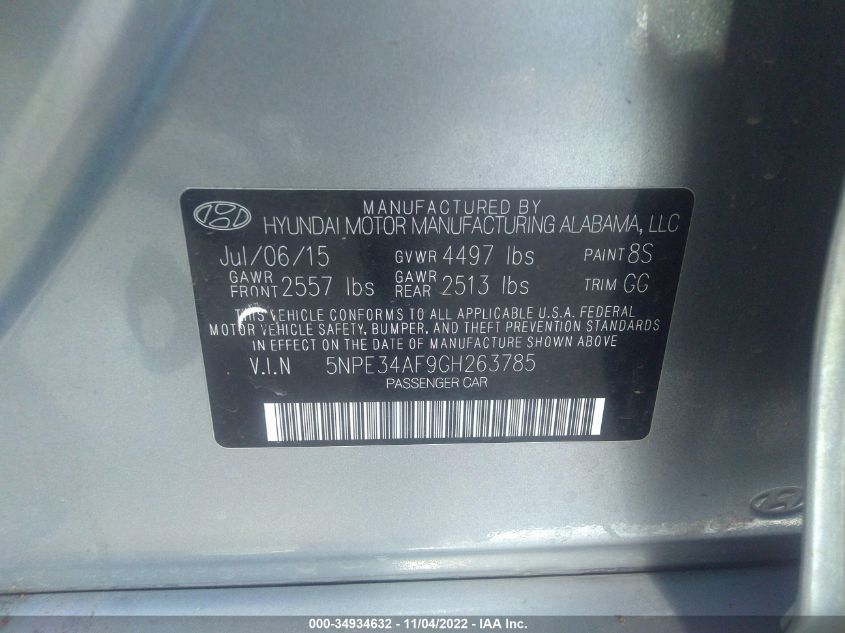 MANUFACTURED BY
HYUNDAI MOTOR MANUFACTURING ALABAMA, LLC
Jul/06/15 GVWR 4497 lbs PAINT 8S
GAWR FRONT 2557 lbs GAWR REAR 2513 lbs TRIM GG
THIS VEHICLE CONFORMS TO ALL APPLICABLE U.S.A. FEDERAL
MOTOR VEHICLE SAFETY, BUMPER, AND THEFT PREVENTION STANDARDS
IN EFFECT ON THE DATE OF MANUFACTURE SHOWN ABOVE
V.I.N 5NPE34AF9GH263785
PASSENGER CAR
000-34934632 - 11/04/2022 - IAA Inc.